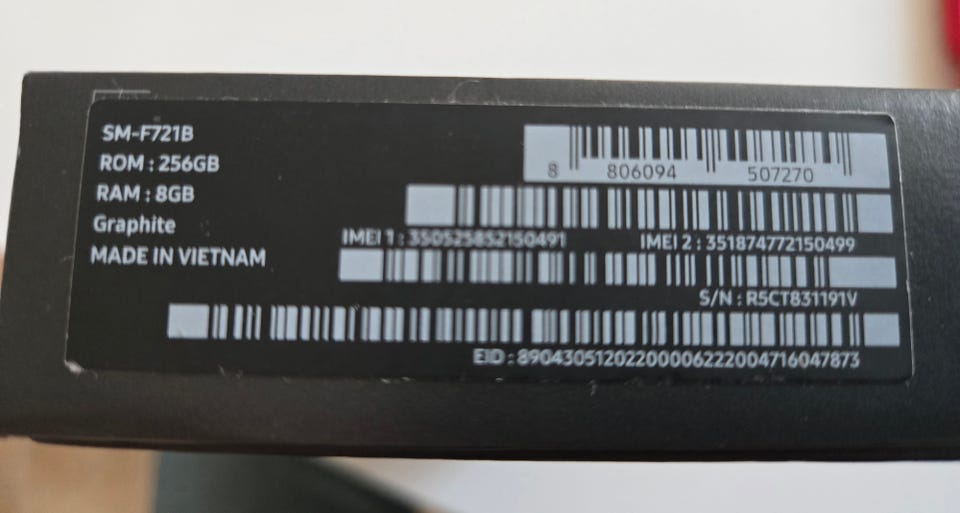 SM-F721B
ROM : 256GB
RAM : 8GB
Graphite
MADE IN VIETNAM
8 806094 507270
IMEI 1 : 350525852150491 IMEI 2 : 351874772150499
S/N : R5CT831191V
EID : 89043051202200006222004716047873